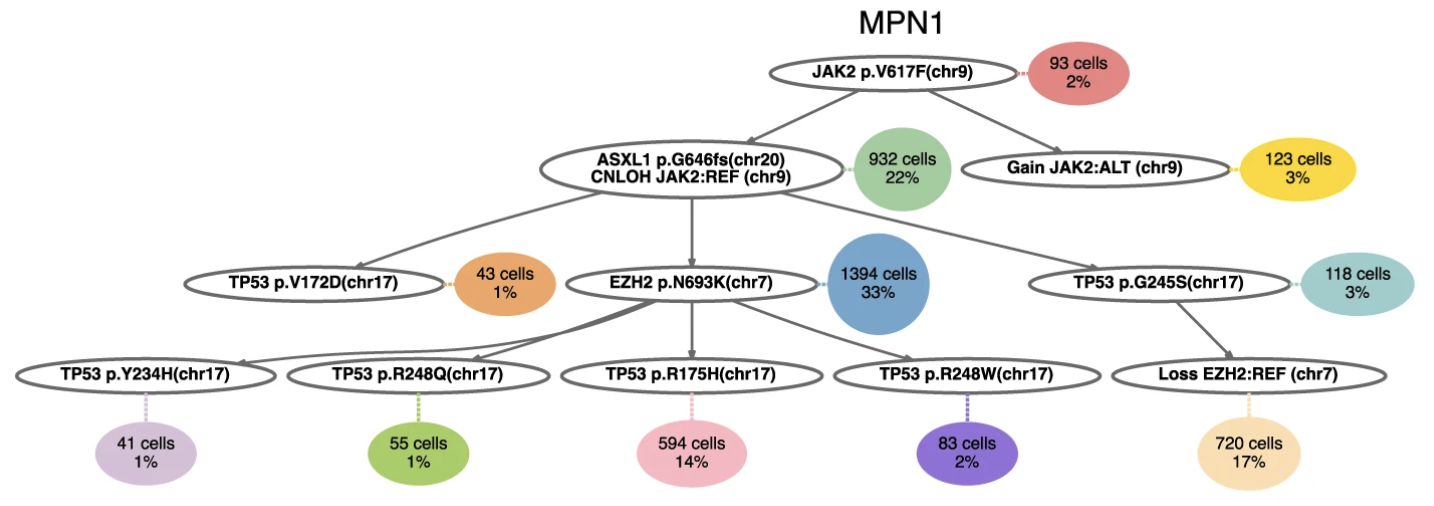 MPN1
JAK2 p.V617F(chr9)
93 cells
2%
ASXL1 p.G646fs(chr20)
CNLOH JAK2:REF (chr9)
932 cells
22%
Gain JAK2:ALT (chr9)
123 cells
3%
TP53 p.V172D(chr17)
43 cells
1%
EZH2 p.N693K(chr7)
1394 cells
33%
TP53 p.G245S(chr17)
118 cells
3%
TP53 p.Y234H(chr17)
TP53 p.R248Q(chr17)
TP53 p.R175H(chr17)
TP53 p.R248W(chr17)
Loss EZH2:REF (chr7)
41 cells
1%
55 cells
1%
594 cells
14%
83 cells
2%
720 cells
17%